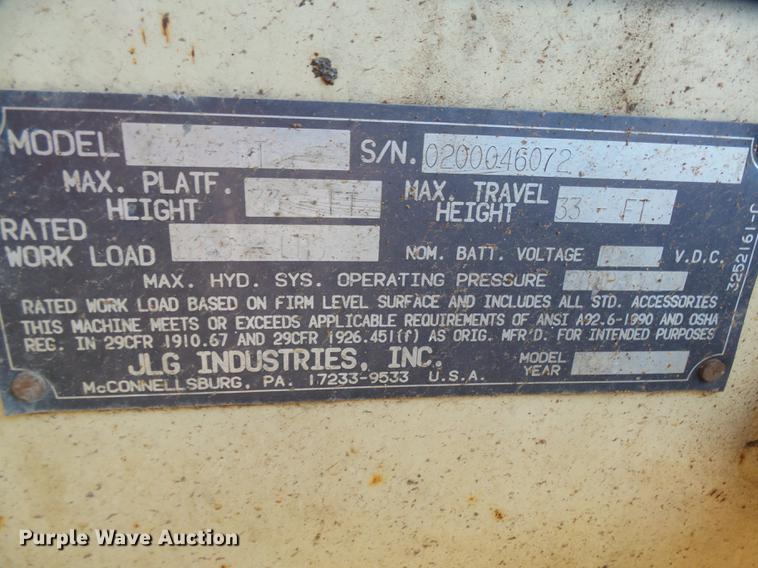 Purple Wave Auction
MODEL S/N. 0200046072
MAX. PLATF. HEIGHT FT. MAX. TRAVEL HEIGHT 33 - FT.
RATED WORK LOAD NOM. BATT. VOLTAGE V.D.C.
MAX. HYD. SYS. OPERATING PRESSURE
RATED WORK LOAD BASED ON FIRM LEVEL SURFACE AND INCLUDES ALL STD. ACCESSORIES
THIS MACHINE MEETS OR EXCEEDS APPLICABLE REQUIREMENTS OF ANSI A92.6-1990 AND OSHA
REG. IN 29CFR 1910.67 AND 29CFR 1926.451(f) AS ORIG. MFR'D. FOR INTENDED PURPOSES
JLG INDUSTRIES, INC. MODEL YEAR
McCONNELLSBURG, PA. 17233-9533 U.S.A.
3252161-C
Purple Wave Auction